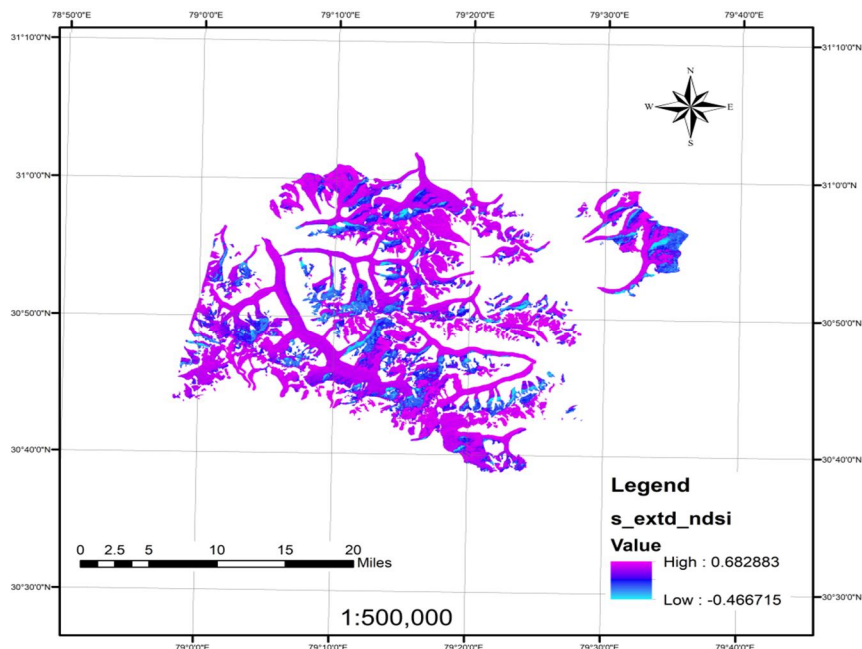 78°50'0"E 79°0'0"E 79°10'0"E 79°20'0"E 79°30'0"E 79°40'0"E
31°10'0"N 31°10'0"N
N
W E
S
31°0'0"N 31°0'0"N
30°50'0"N 30°50'0"N
30°40'0"N 30°40'0"N
Legend
s_extd_ndsi
Value
High : 0.682883
Low : -0.466715
0 2.5 5 10 15 20
Miles
30°30'0"N 30°30'0"N
1:500,000
79°0'0"E 79°10'0"E 79°20'0"E 79°30'0"E 79°40'0"E